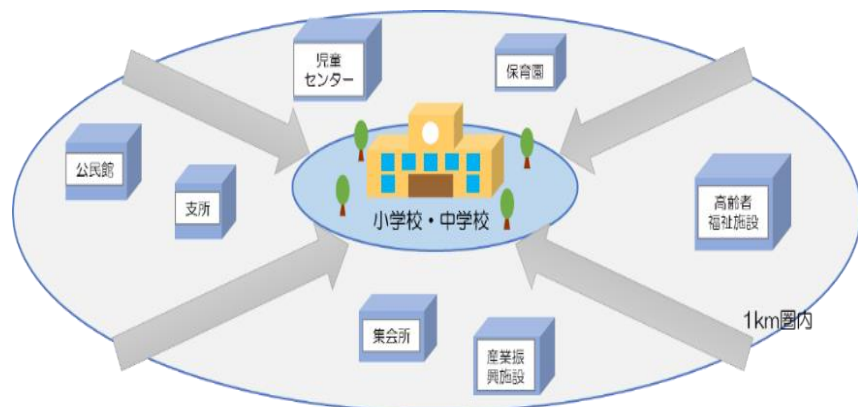 児童
センター
保育園
公民館
支所
高齢者
福祉施設
小学校・中学校
1km圏内
集会所
産業振
興施設